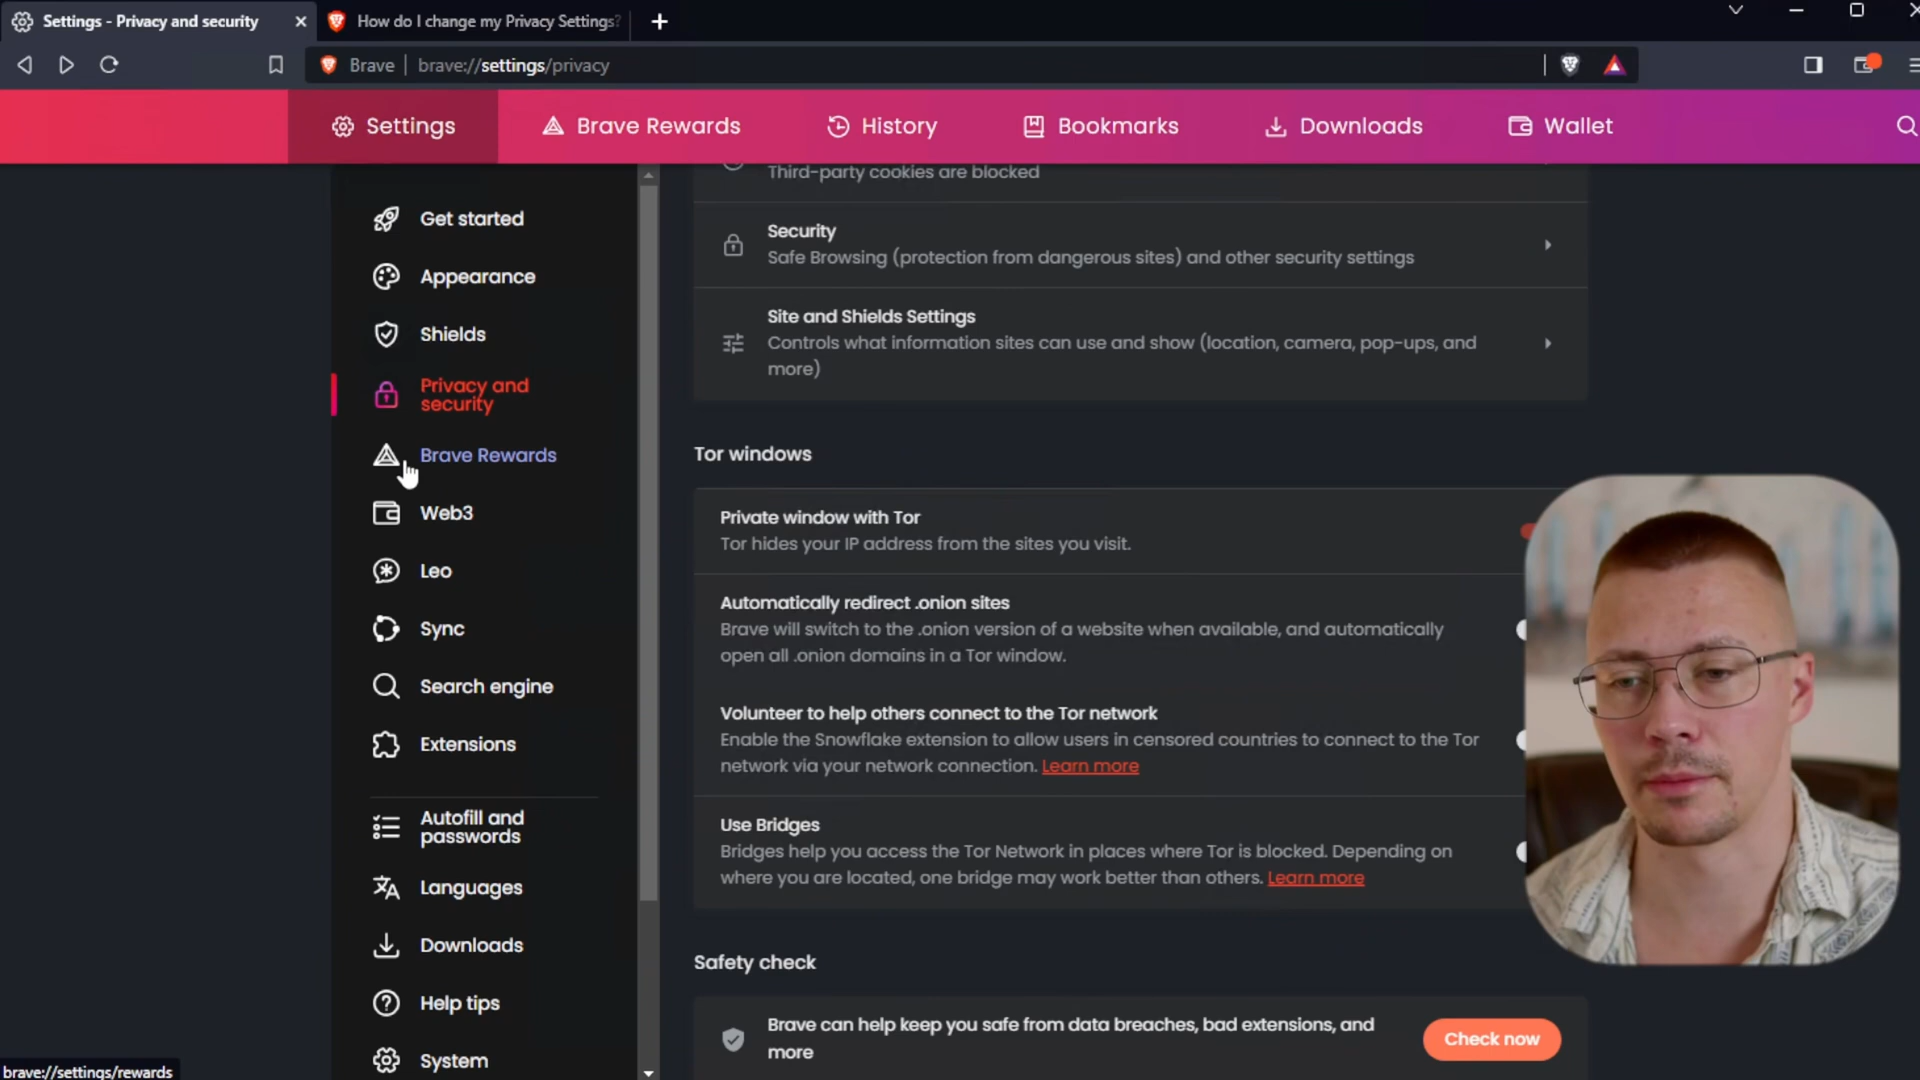 Settings - Privacy and security
How do I change my Privacy Settings?
Brave
brave://settings/privacy
Settings
Brave Rewards
History
Bookmarks
Downloads
Wallet
Get started
Appearance
Shields
Privacy and
security
Brave Rewards
Web3
Leo
Sync
Search engine
Extensions
Autofill and
passwords
Languages
Downloads
Help tips
System
Third-party cookies are blocked
Security
Safe Browsing (protection from dangerous sites) and other security settings
Site and Shields Settings
Controls what information sites can use and show (location, camera, pop-ups, and
more)
Tor windows
Private window with Tor
Tor hides your IP address from the sites you visit.
Automatically redirect .onion sites
Brave will switch to the .onion version of a website when available, and automatically
open all .onion domains in a Tor window.
Volunteer to help others connect to the Tor network
Enable the Snowflake extension to allow users in censored countries to connect to the Tor
network via your network connection. Learn more
Use Bridges
Bridges help you access the Tor Network in places where Tor is blocked. Depending on
where you are located, one bridge may work better than others. Learn more
Safety check
Brave can help keep you safe from data breaches, bad extensions, and
more
Check now
brave://settings/rewards